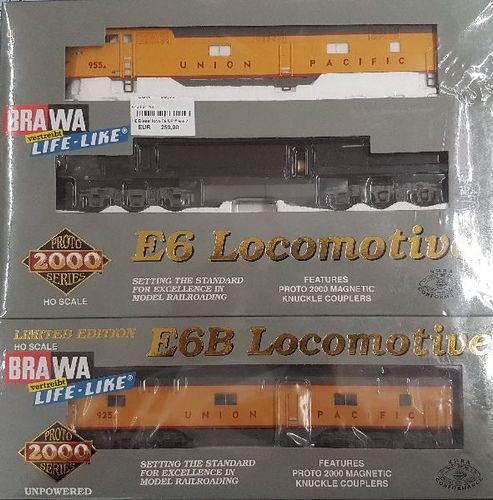 955A
UNION PACIFIC
BRAWA
vertreibt
LIFE-LIKE®
EUR 259,00
PROTO
2000
SERIES
HO SCALE
E6 Locomotive
SETTING THE STANDARD
FOR EXCELLENCE IN
MODEL RAILROADING
FEATURES
PROTO 2000 MAGNETIC
KNUCKLE COUPLERS
LIMITED EDITION
HO SCALE
E6B Locomotive
BRAWA
vertreibt
LIFE-LIKE®
925
UNION PACIFIC
PROTO
2000
SERIES
UNPOWERED
SETTING THE STANDARD
FOR EXCELLENCE IN
MODEL RAILROADING
FEATURES
PROTO 2000 MAGNETIC
KNUCKLE COUPLERS